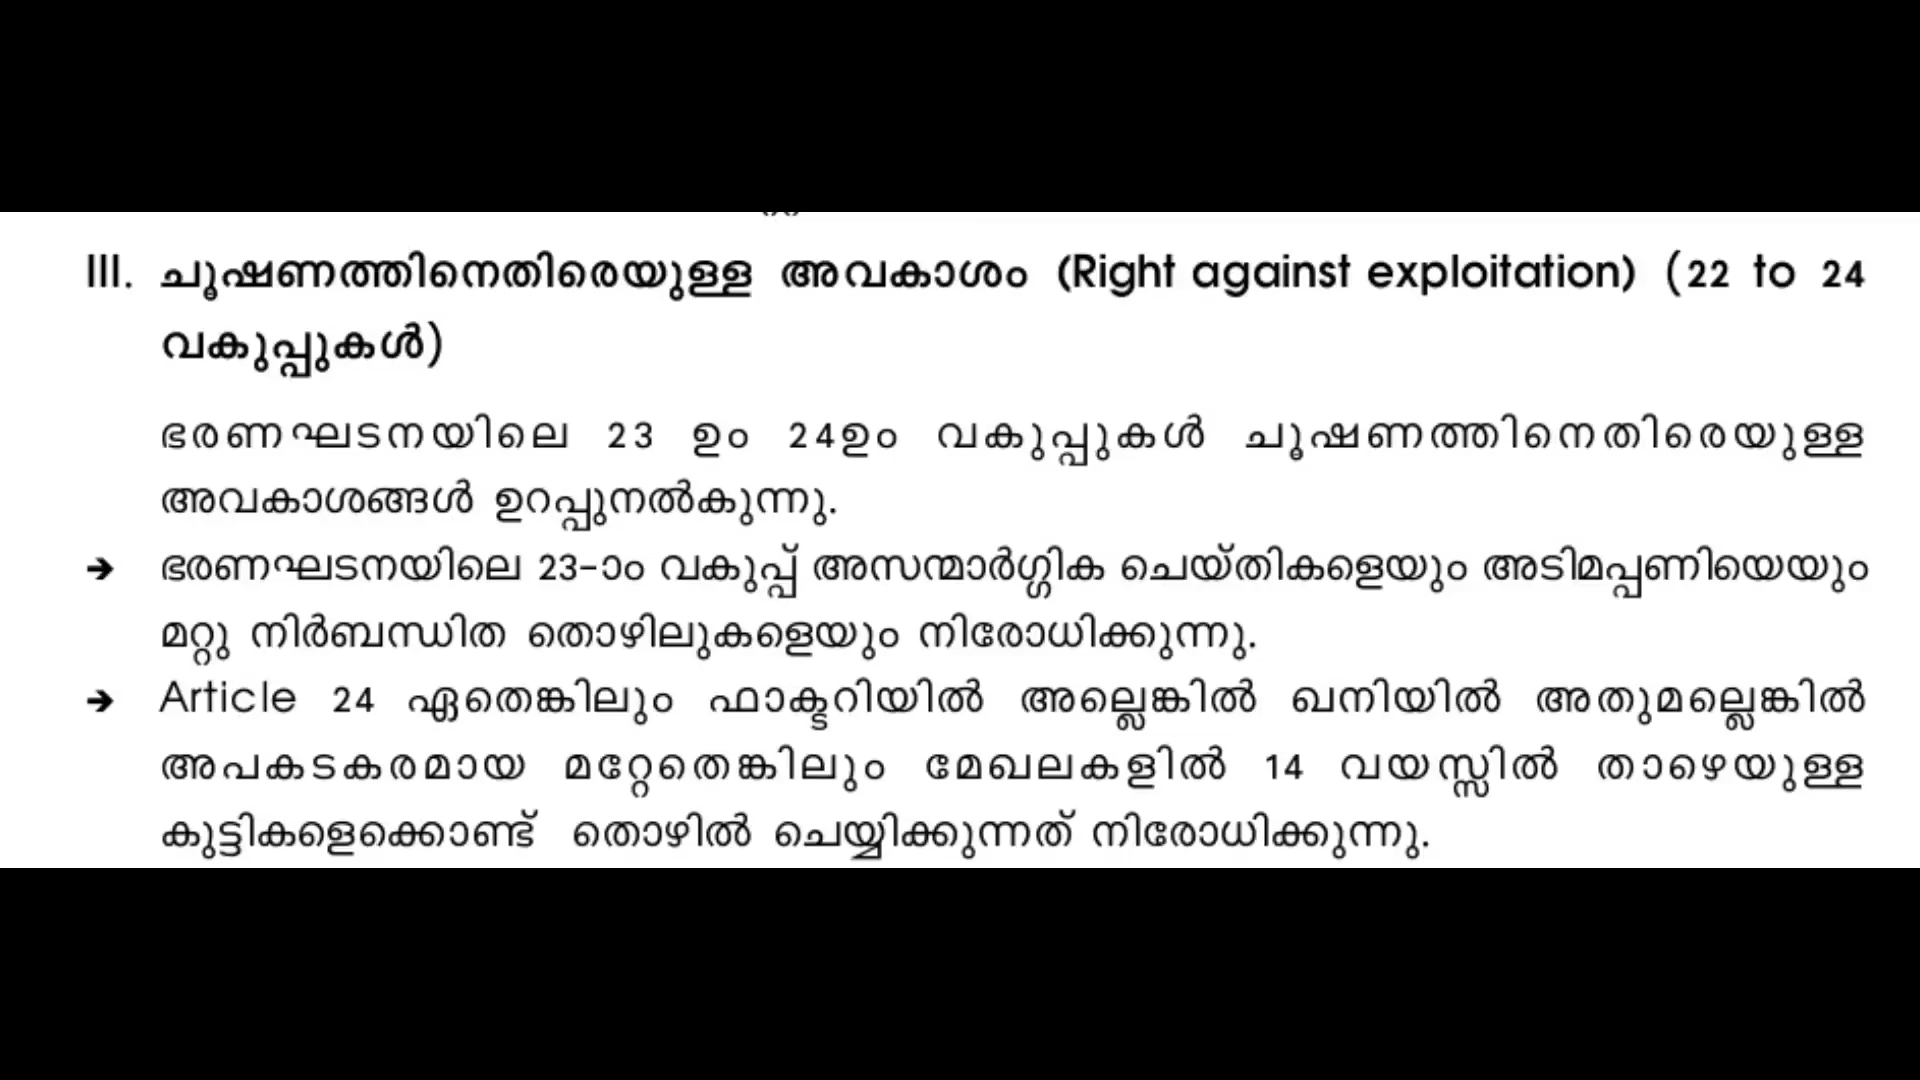 III. ചൂഷണത്തിനെതിരെയുള്ള അവകാശം (Right against exploitation) (22 to 24
വകുപ്പുകൾ)
ഭരണഘടനയിലെ 23 ഉം 24ഉം വകുപ്പുകൾ ചൂഷണത്തിനെതിരെയുള്ള
അവകാശങ്ങൾ ഉറപ്പുനൽകുന്നു.
➔ ഭരണഘടനയിലെ 23-ാം വകുപ്പ് അസന്മാർഗ്ഗിക ചെയ്തികളെയും അടിമപ്പണിയെയും
മറ്റു നിർബന്ധിത തൊഴിലുകളെയും നിരോധിക്കുന്നു.
➔ Article 24 ഏതെങ്കിലും ഫാക്ടറിയിൽ അല്ലെങ്കിൽ ഖനിയിൽ അതുമല്ലെങ്കിൽ
അപകടകരമായ മറ്റേതെങ്കിലും മേഖലകളിൽ 14 വയസ്സിൽ താഴെയുള്ള
കുട്ടികളെക്കൊണ്ട് തൊഴിൽ ചെയ്യിക്കുന്നത് നിരോധിക്കുന്നു.